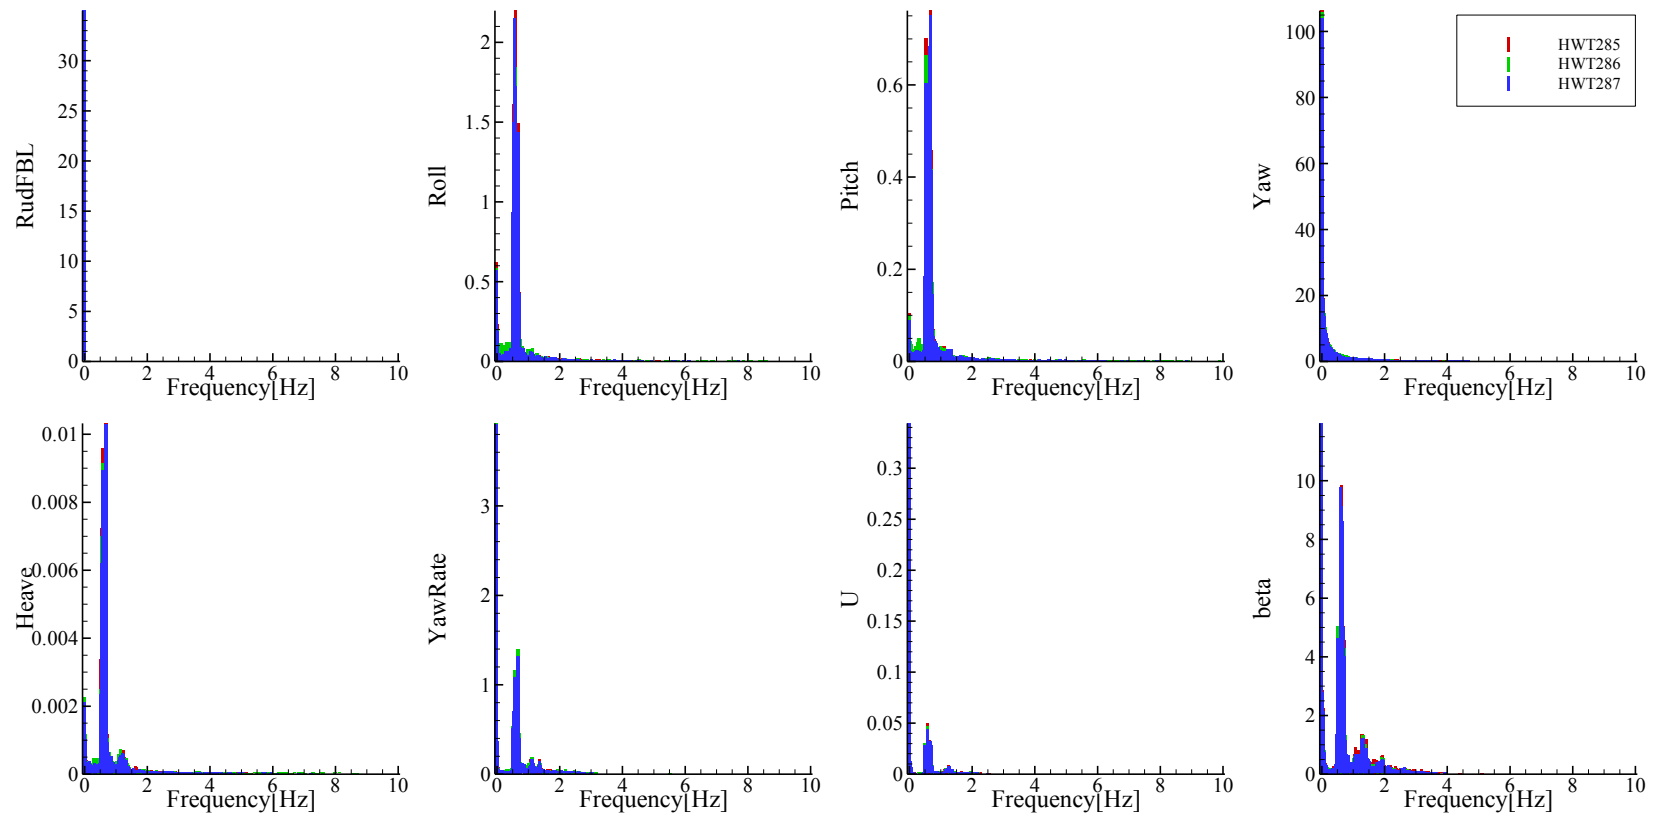 RudFBL
30
25
20
15
10
5
0
0 2 4 6 8 10
Frequency[Hz]
Roll
2
1.5
1
0.5
0
0 2 4 6 8 10
Frequency[Hz]
Pitch
0.6
0.4
0.2
0
0 2 4 6 8 10
Frequency[Hz]
Yaw
100
80
60
40
20
0
0 2 4 6 8 10
Frequency[Hz]
HWT285
HWT286
HWT287
Heave
0.01
0.008
0.006
0.004
0.002
0
0 2 4 6 8 10
Frequency[Hz]
YawRate
3
2
1
0
0 2 4 6 8 10
Frequency[Hz]
U
0.3
0.25
0.2
0.15
0.1
0.05
0
0 2 4 6 8 10
Frequency[Hz]
beta
10
8
6
4
2
0
0 2 4 6 8 10
Frequency[Hz]